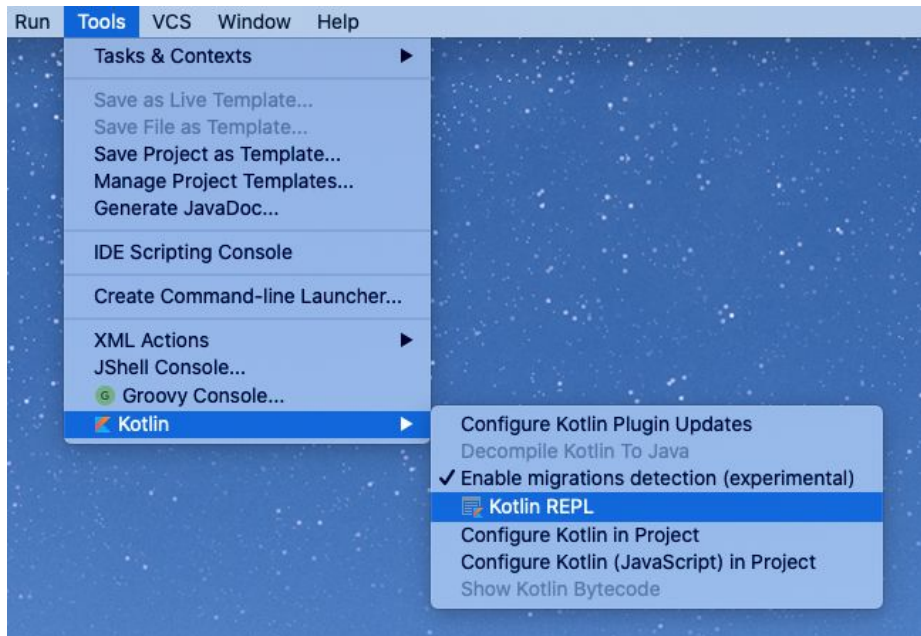 Run Tools VCS Window Help
Tasks & Contexts
Save as Live Template...
Save File as Template...
Save Project as Template...
Manage Project Templates...
Generate JavaDoc...
IDE Scripting Console
Create Command-line Launcher...
XML Actions
JShell Console...
G Groovy Console...
Kotlin
Configure Kotlin Plugin Updates
Decompile Kotlin To Java
Enable migrations detection (experimental)
Kotlin REPL
Configure Kotlin in Project
Configure Kotlin (JavaScript) in Project
Show Kotlin Bytecode